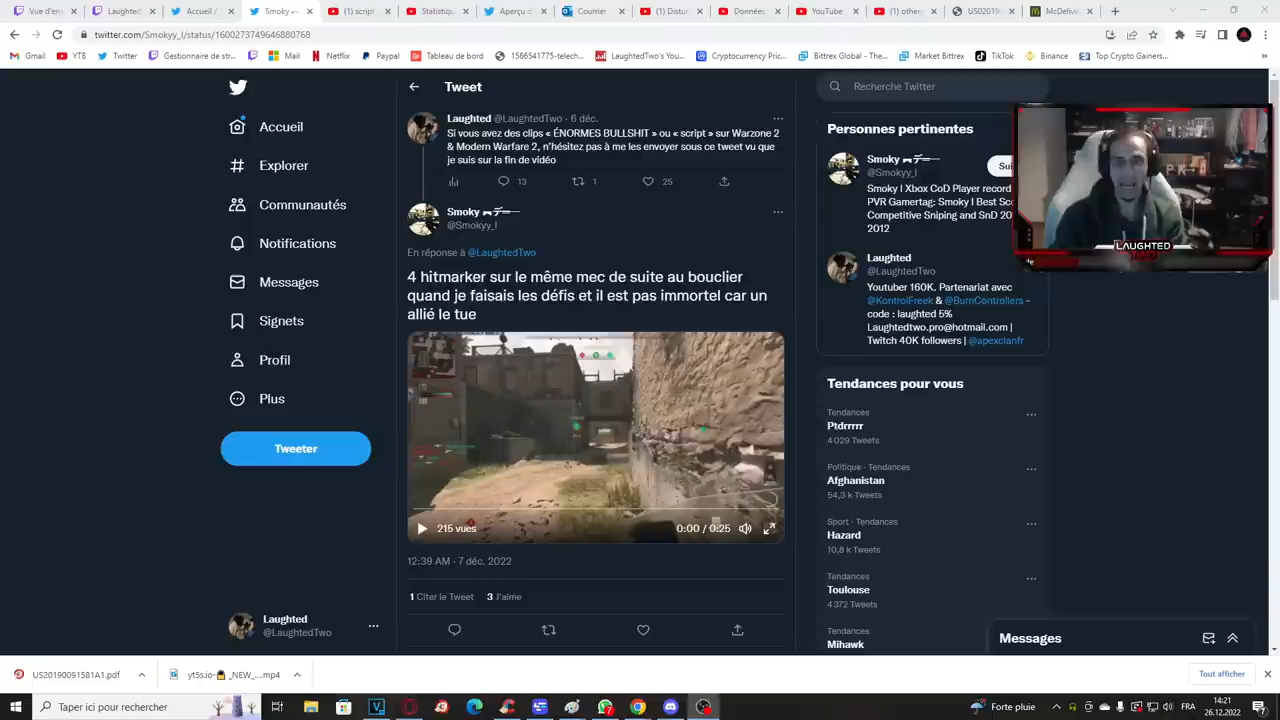 Vue d'ens
Laughted
Accueil /
Smokey
(1) script
Statistiqu
Aperçu d
Courrier
(1) Distur
Données
YouTube
(1) other
US02019
McDelive
twitter.com/Smokyy_l/status/1600273749646880768
Gmail
YTB
Twitter
Gestionnaire de str...
Mail
Netflix
Paypal
Tableau de bord
1586541775-telech...
LaughtedTwo's You...
Cryptocurrency Pric...
Bittrex Global - The...
Market Bittrex
TikTok
Binance
Top Crypto Gainers...
Accueil
Explorer
Communautés
Notifications
Messages
Signets
Profil
Plus
Tweeter
Laughted
@LaughtedTwo
Tweet
Laughted @LaughtedTwo · 6 déc.
Si vous avez des clips « ÉNORMES BULLSHIT » ou « script » sur Warzone 2
& Modern Warfare 2, n'hésitez pas à me les envoyer sous ce tweet vu que
je suis sur la fin de vidéo
13 1 25
Smoky
@Smokyy_l
En réponse à @LaughtedTwo
4 hitmarker sur le même mec de suite au bouclier
quand je faisais les défis et il est pas immortel car un
allié le tue
215 vues
0:00 / 0:25
12:39 AM · 7 déc. 2022
1 Citer le Tweet 3 J'aime
Recherche Twitter
Personnes pertinentes
Smoky
@Smokyy_l
Sui
Smoky l Xbox CoD Player record
PVR Gamertag: Smoky l Best Sco
Competitive Sniping and SnD 20
2012
Laughted
@LaughtedTwo
Youtuber 160K. Partenariat avec
@KontrolFreek & @BurnControllers -
code : laughted 5%
Laughtedtwo.pro@hotmail.com |
Twitch 40K followers | @apexclanfr
LAUGHTED
Tendances pour vous
Tendances
Ptdrrrrr
4 029 Tweets
Politique · Tendances
Afghanistan
54,3 k Tweets
Sport · Tendances
Hazard
10,8 k Tweets
Tendances
Toulouse
4 372 Tweets
Tendances
Mihawk
Messages
US20190091581A1.pdf
yt5s.io-
_NEW_....mp4
Tout afficher
Taper ici pour rechercher
7
Forte pluie
FRA
14:21
26.12.2022